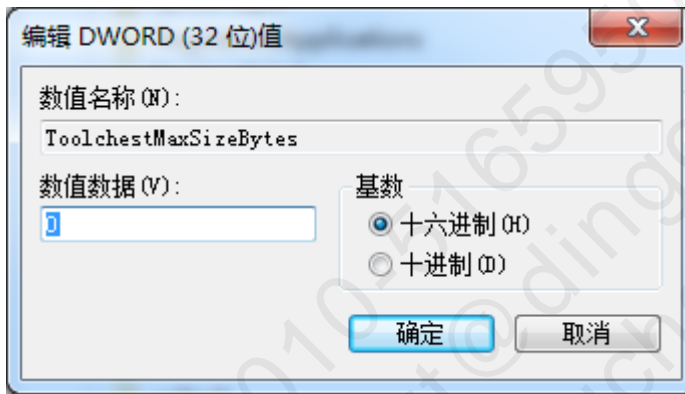 编辑 DWORD (32 位)值
数值名称(N):
ToolchestMaxSizeBytes
数值数据(V):
基数
0
十六进制(H)
十进制(D)
确定
取消